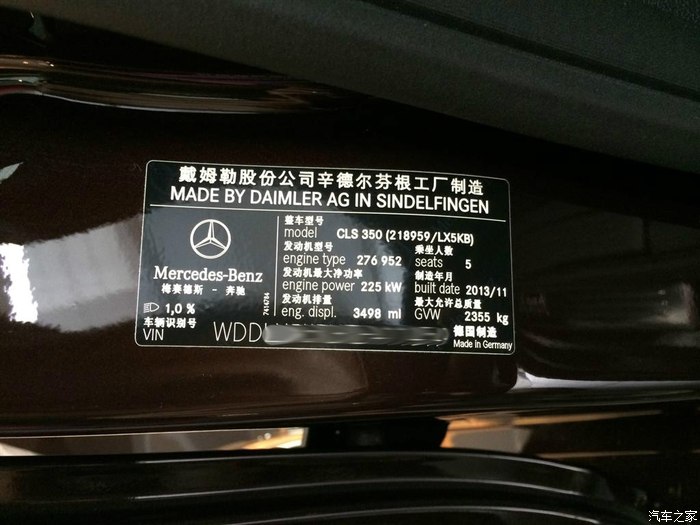 戴姆勒股份公司辛德尔芬根工厂制造
MADE BY DAIMLER AG IN SINDELFINGEN
Mercedes-Benz
梅赛德斯 - 奔驰
1,0 %
整车型号
model CLS 350 (218959/LX5KB)
发动机型号 乘坐人数
engine type 276 952 seats 5
发动机最大净功率 制造年月
engine power 225 kW built date 2013/11
发动机排量 最大允许总质量
eng. displ. 3498 ml GVW 2355 kg
车辆识别号 德国制造
VIN WDD Made in Germany
汽车之家